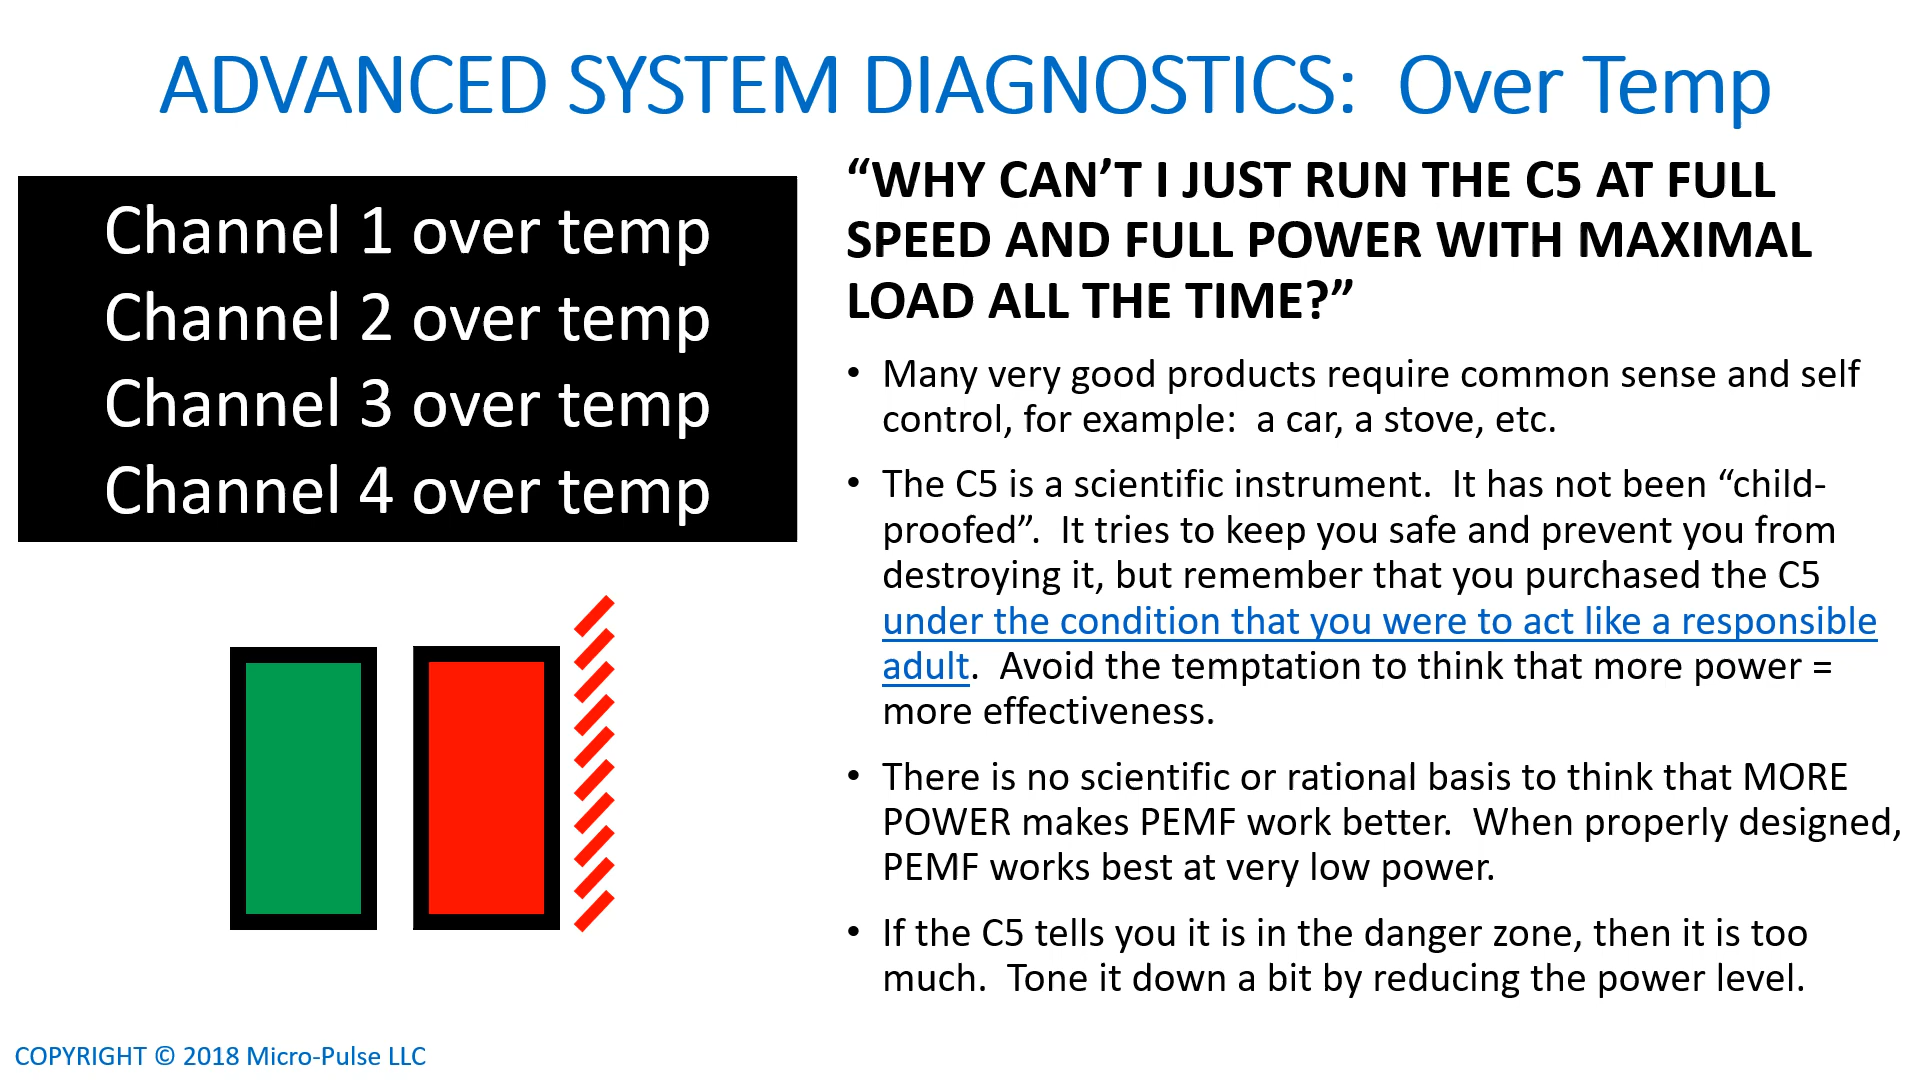 ADVANCED SYSTEM DIAGNOSTICS:  Over Temp
Channel 1 over temp
Channel 2 over temp
Channel 3 over temp
Channel 4 over temp
“WHY CAN’T I JUST RUN THE C5 AT FULL
SPEED AND FULL POWER WITH MAXIMAL
LOAD ALL THE TIME?”
• Many very good products require common sense and self
control, for example:  a car, a stove, etc.
• The C5 is a scientific instrument.  It has not been “child-
proofed”.  It tries to keep you safe and prevent you from
destroying it, but remember that you purchased the C5
under the condition that you were to act like a responsible
adult.  Avoid the temptation to think that more power =
more effectiveness.
• There is no scientific or rational basis to think that MORE
POWER makes PEMF work better.  When properly designed,
PEMF works best at very low power.
• If the C5 tells you it is in the danger zone, then it is too
much.  Tone it down a bit by reducing the power level.
COPYRIGHT © 2018 Micro-Pulse LLC